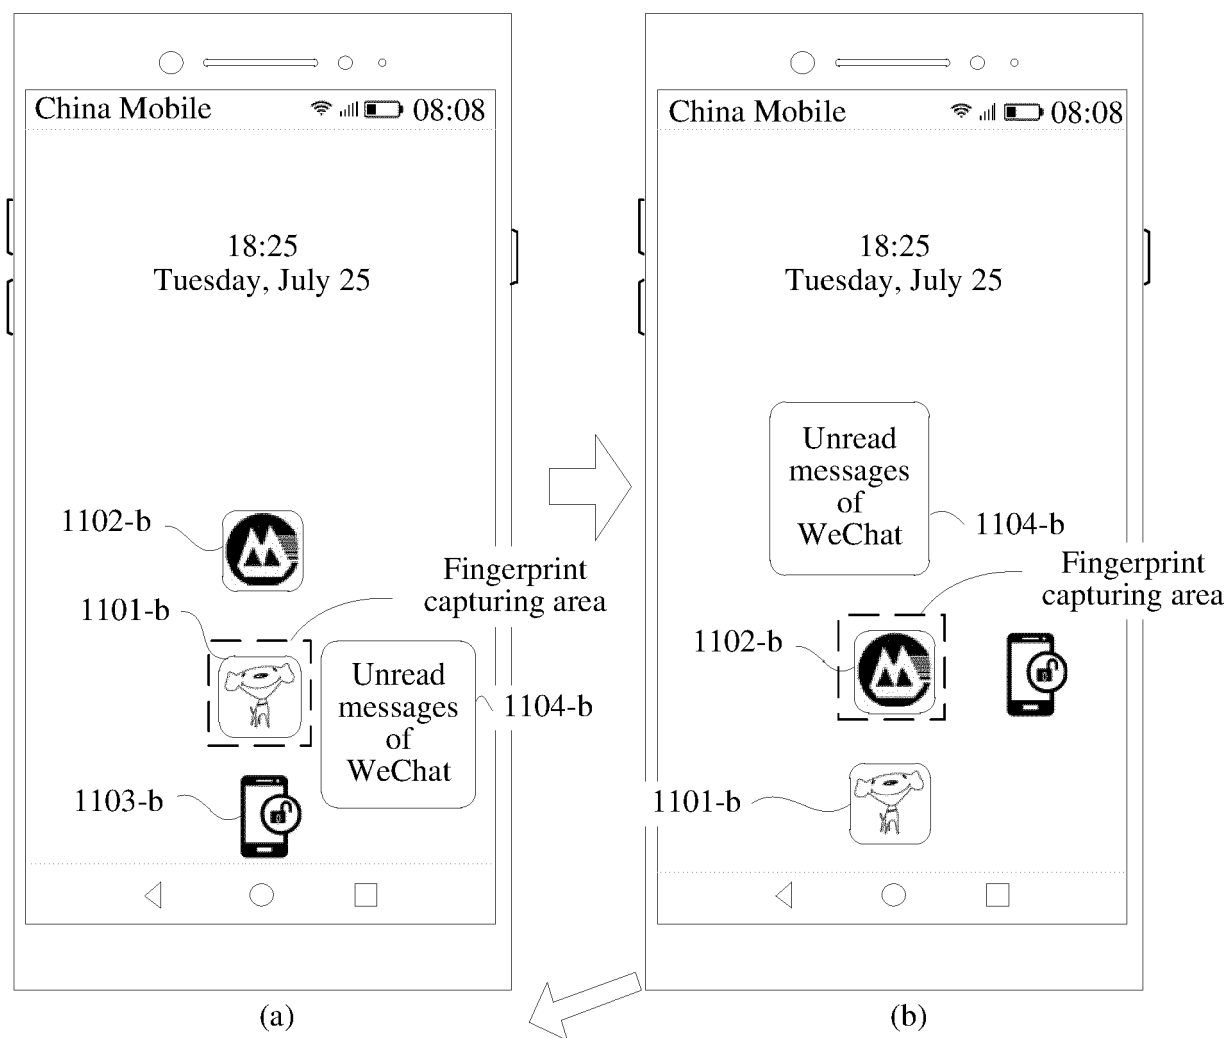 China Mobile 08:08
18:25
Tuesday, July 25
1102-b
Fingerprint
capturing area
1101-b
Unread
messages
of
WeChat
1104-b
1103-b
(a)
China Mobile 08:08
18:25
Tuesday, July 25
Unread
messages
of
WeChat
1104-b
Fingerprint
capturing area
1102-b
1101-b
(b)